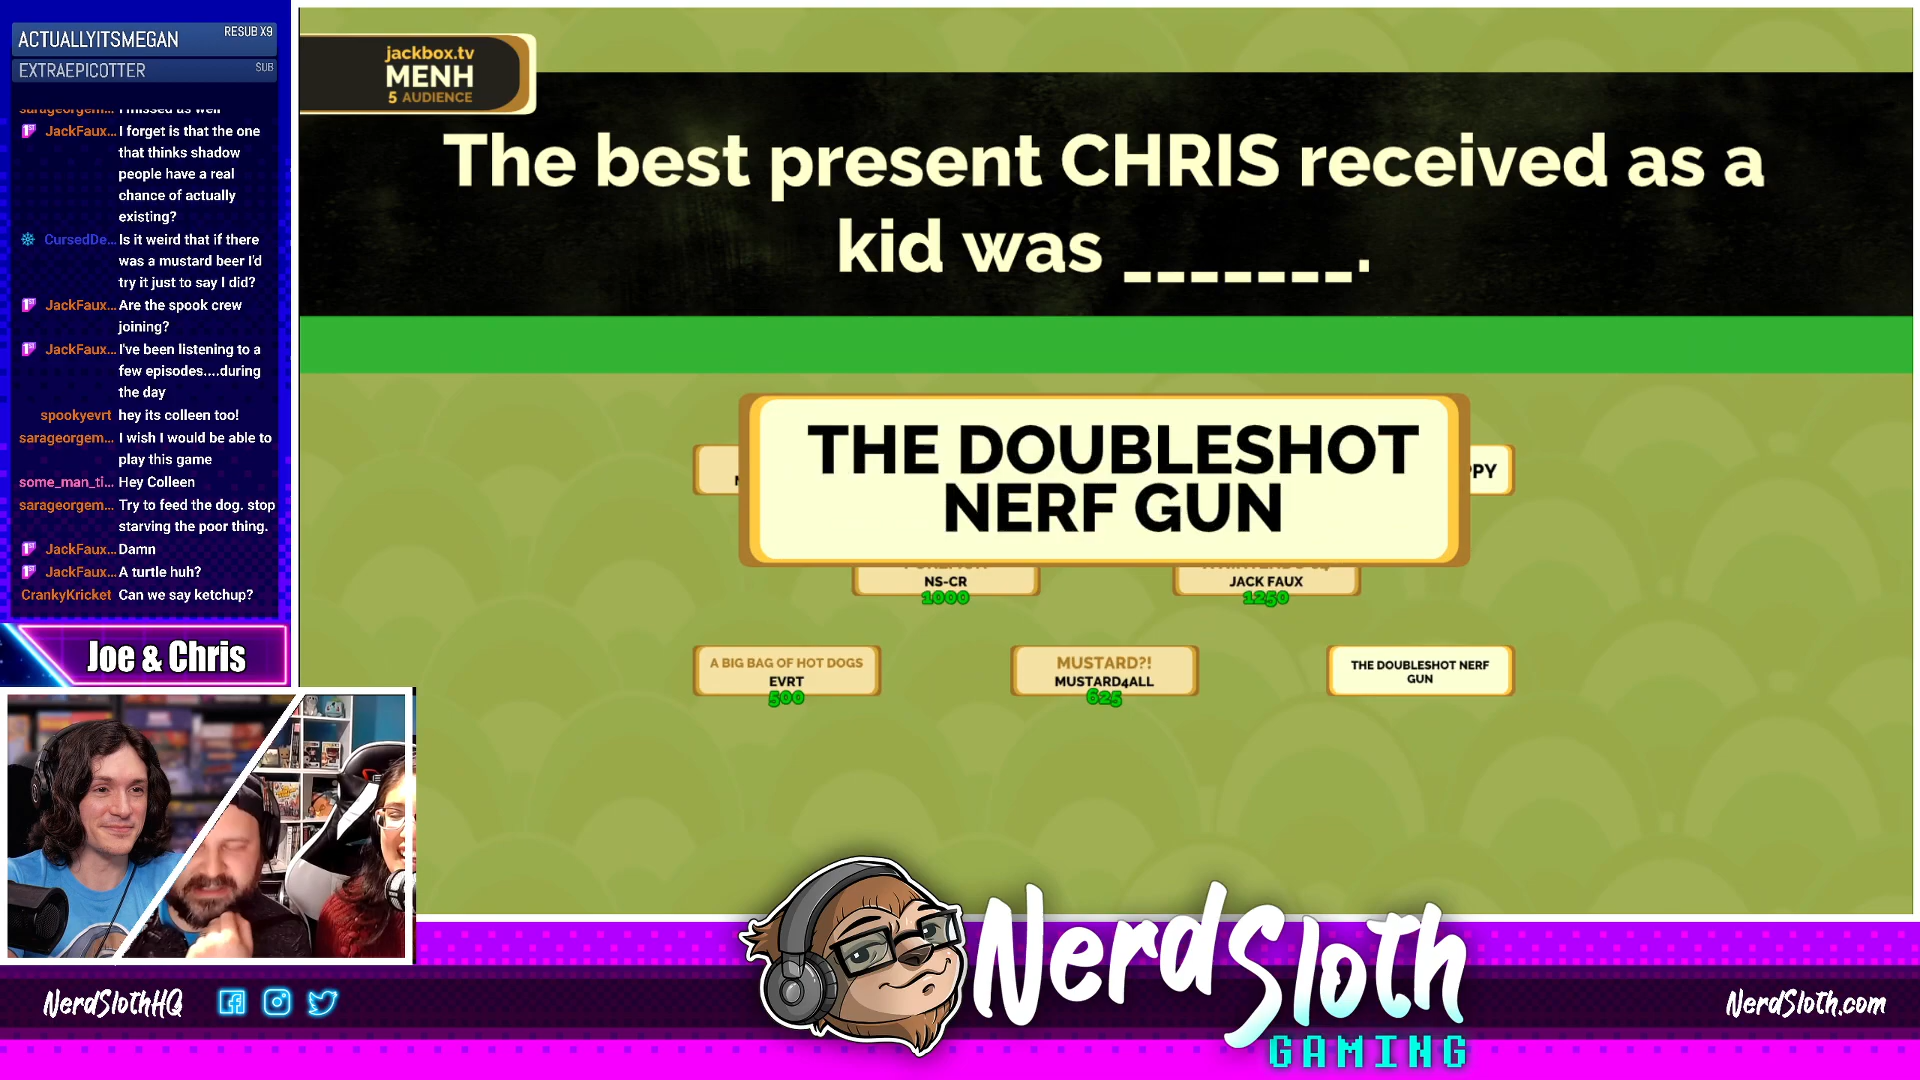 ACTUALLYITSMEGAN RESUB X9
EXTRAEPICOTTER SUB
sarageorgem... I missed as well
JackFaux... I forget is that the one
that thinks shadow
people have a real
chance of actually
existing?
CursedDe... Is it weird that if there
was a mustard beer I'd
try it just to say I did?
JackFaux... Are the spook crew
joining?
JackFaux... I've been listening to a
few episodes....during
the day
spookyevrt hey its colleen too!
sarageorgem... I wish I would be able to
play this game
some_man_ti... Hey Colleen
sarageorgem... Try to feed the dog. stop
starving the poor thing.
JackFaux... Damn
JackFaux... A turtle huh?
CrankyKricket Can we say ketchup?
Joe & Chris
jackbox.tv
MENH
5 AUDIENCE
The best present CHRIS received as a
kid was _______.
THE DOUBLESHOT
NERF GUN
PPY
NS-CR
1000
JACK FAUX
1250
A BIG BAG OF HOT DOGS
EVRT
500
MUSTARD?!
MUSTARD4ALL
625
THE DOUBLESHOT NERF
GUN
NerdSlothHQ
NerdSloth
GAMING
NerdSloth.com